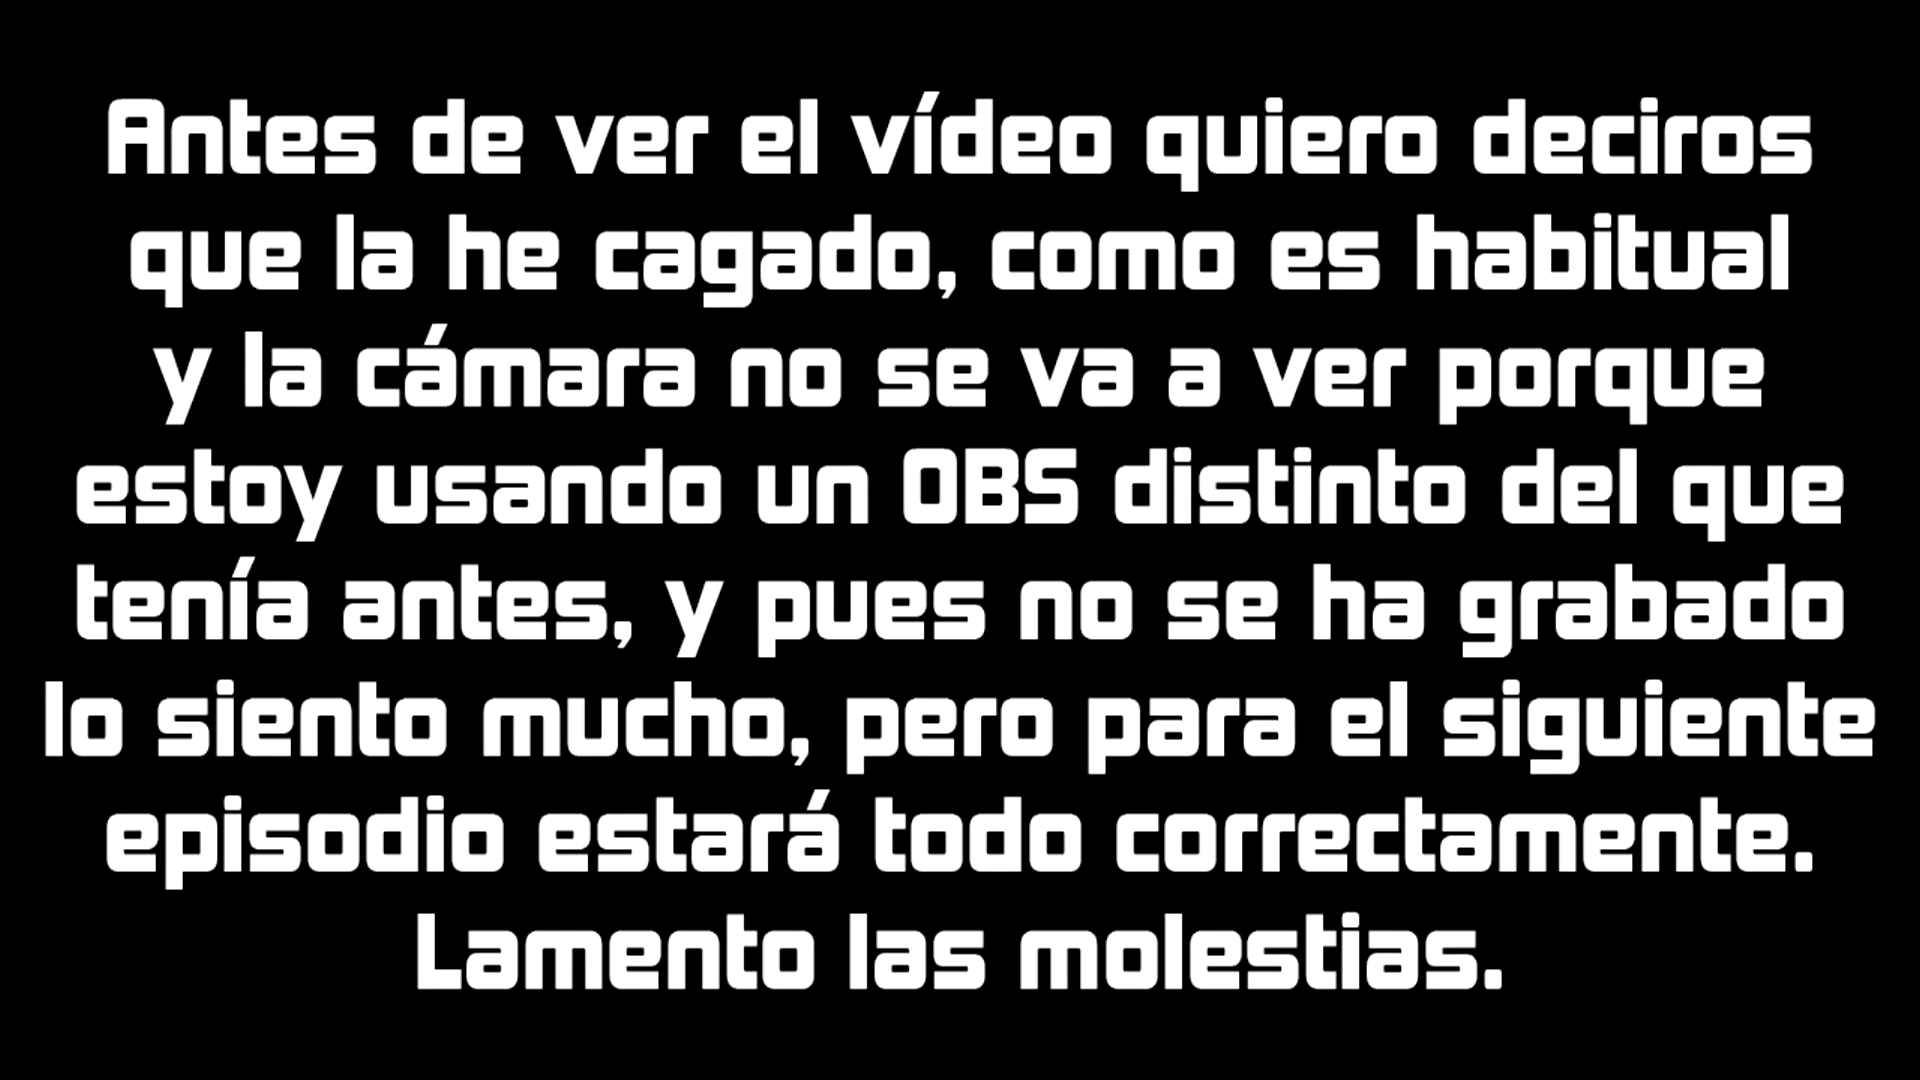 Antes de ver el vídeo quiero deciros
que la he cagado, como es habitual
y la cámara no se va a ver porque
estoy usando un OBS distinto del que
tenía antes, y pues no se ha grabado
lo siento mucho, pero para el siguiente
episodio estará todo correctamente.
Lamento las molestias.